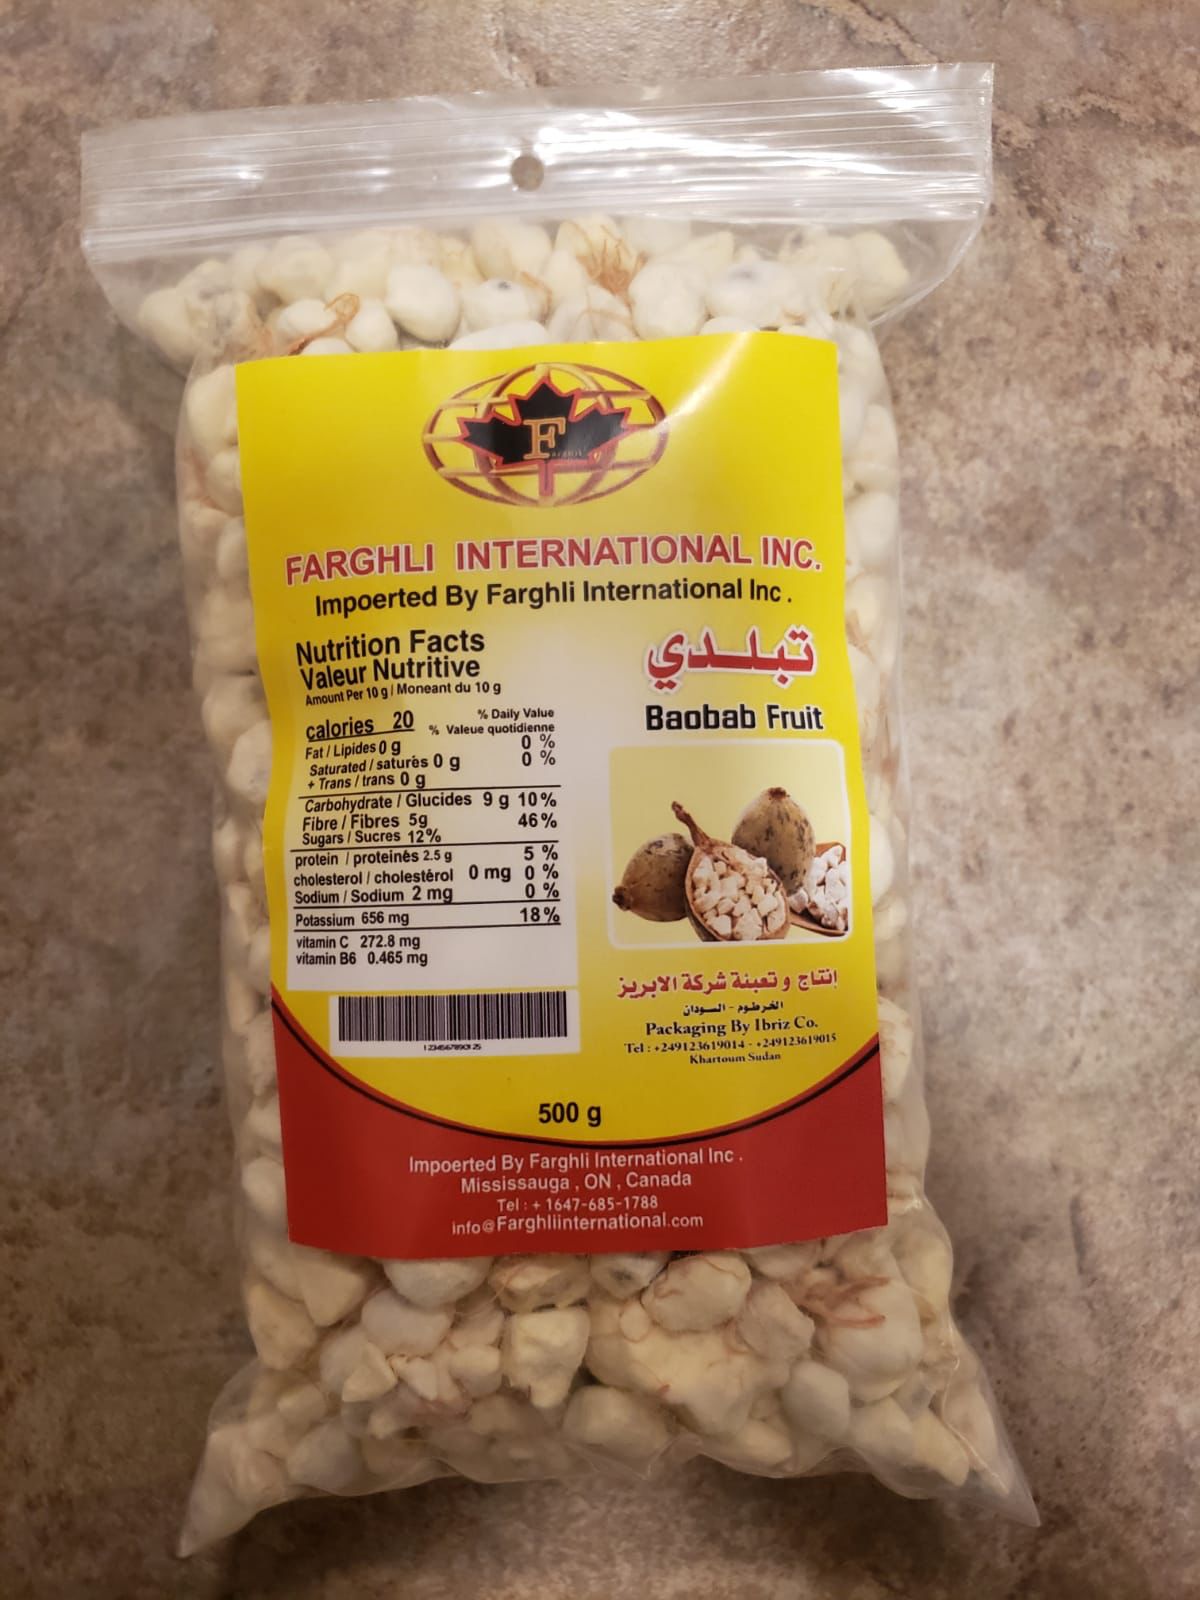 F
FARGHLI INTERNATIONAL INC.
Impoerted By Farghli International Inc .
Nutrition Facts
Valeur Nutritive
Amount Per 10 g / Moneant du 10 g
calories 20
% Daily Value
% Valeue quotidienne
Fat / Lipides 0 g 0 %
Saturated / saturés 0 g 0 %
+ Trans / trans 0 g
Carbohydrate / Glucides 9 g 10%
Fibre / Fibres 5g 46%
Sugars / Sucres 12%
protein / proteinés 2.5 g 5 %
cholesterol / cholestérol 0 mg 0 %
Sodium / Sodium 2 mg 0 %
Potassium 656 mg 18%
vitamin C 272.8 mg
vitamin B6 0.465 mg
تبلدي
Baobab Fruit
إنتاج و تعبئة شركة الابريز
الخرطوم - السودان
Packaging By Ibriz Co.
Tel : +249123619014 - +249123619015
Khartoum Sudan
500 g
Impoerted By Farghli International Inc .
Mississauga , ON , Canada
Tel : + 1647-685-1788
info@Farghliinternational.com